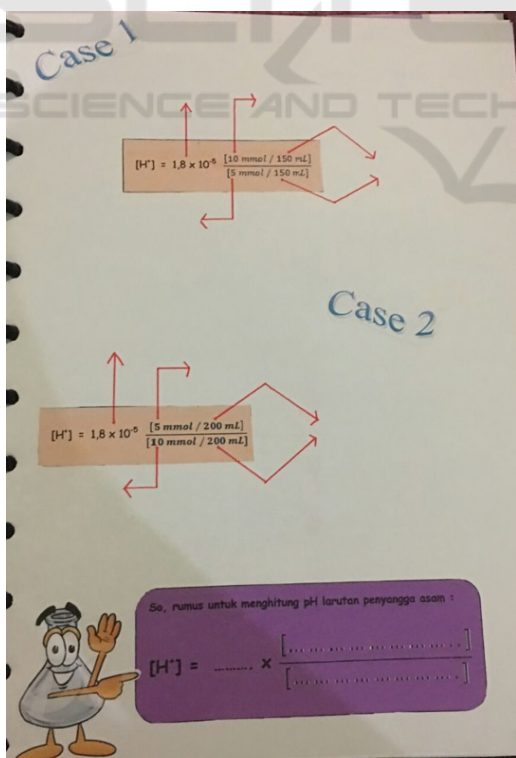 SCIENCE AND TECH
Case 1
[H⁺] = 1,8 x 10⁻⁵ [10 mmol / 150 mL]
[5 mmol / 150 mL]
Case 2
[H⁺] = 1,8 x 10⁻⁵ [5 mmol / 200 mL]
[10 mmol / 200 mL]
So, rumus untuk menghitung pH larutan penyangga asam :
[H⁺] = ......... x [... ... ... ... ... ... ... ... . .]
[... ... ... ... ... ... ... ... .]